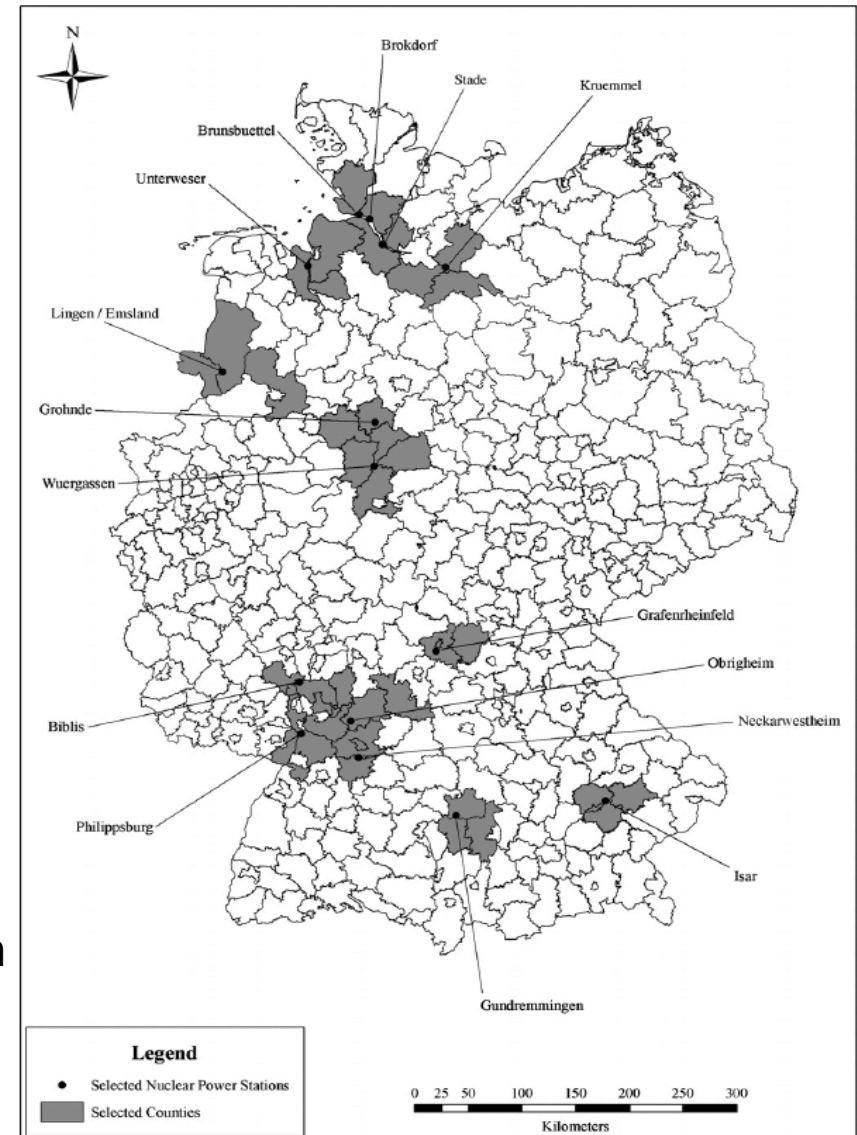 N
Brokdorf
Stade
Kruemmel
Brunsbuettel
Unterweser
Lingen / Emsland
Grohnde
Wuergassen
Grafenrheinfeld
Obrigheim
Biblis
Neckarwestheim
Philippsburg
Isar
Gundremmingen
Legend
Selected Nuclear Power Stations
Selected Counties
0 25 50 100 150 200 250 300
Kilometers